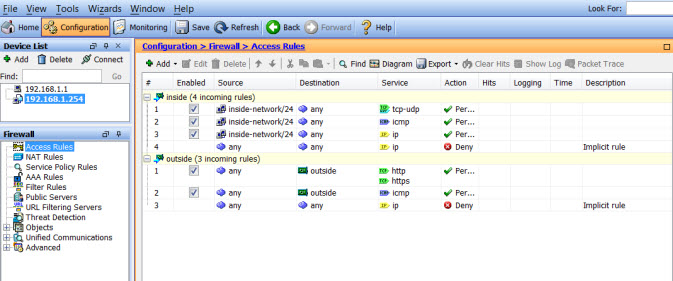 File View Tools Wizards Window Help Look For:
Home Configuration Monitoring Save Refresh Back Forward Help
Device List
Add Delete Connect
Find: Go
192.168.1.1
192.168.1.254
Firewall
Access Rules
NAT Rules
Service Policy Rules
AAA Rules
Filter Rules
Public Servers
URL Filtering Servers
Threat Detection
Objects
Unified Communications
Advanced
Configuration > Firewall > Access Rules
Add Edit Delete Find Diagram Export Clear Hits Show Log Packet Trace
# Enabled Source Destination Service Action Hits Logging Time Description
inside (4 incoming rules)
1 inside-network/24 any tcp-udp Per...
2 inside-network/24 any icmp Per...
3 inside-network/24 any ip Per...
4 any any ip Deny Implicit rule
outside (3 incoming rules)
1 any outside http Per...
https
2 any outside icmp Per...
3 any any ip Deny Implicit rule